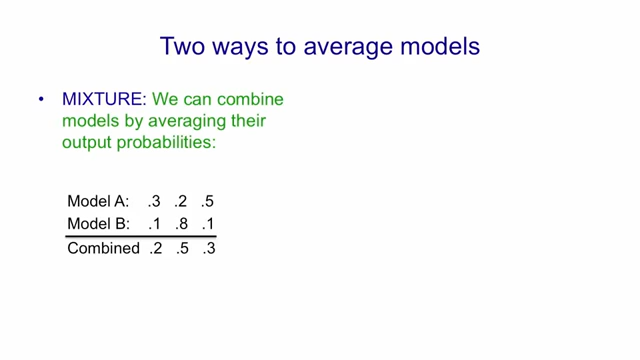 Two ways to average models
• MIXTURE: We can combine
models by averaging their
output probabilities:
Model A: .3 .2 .5
Model B: .1 .8 .1
Combined .2 .5 .3